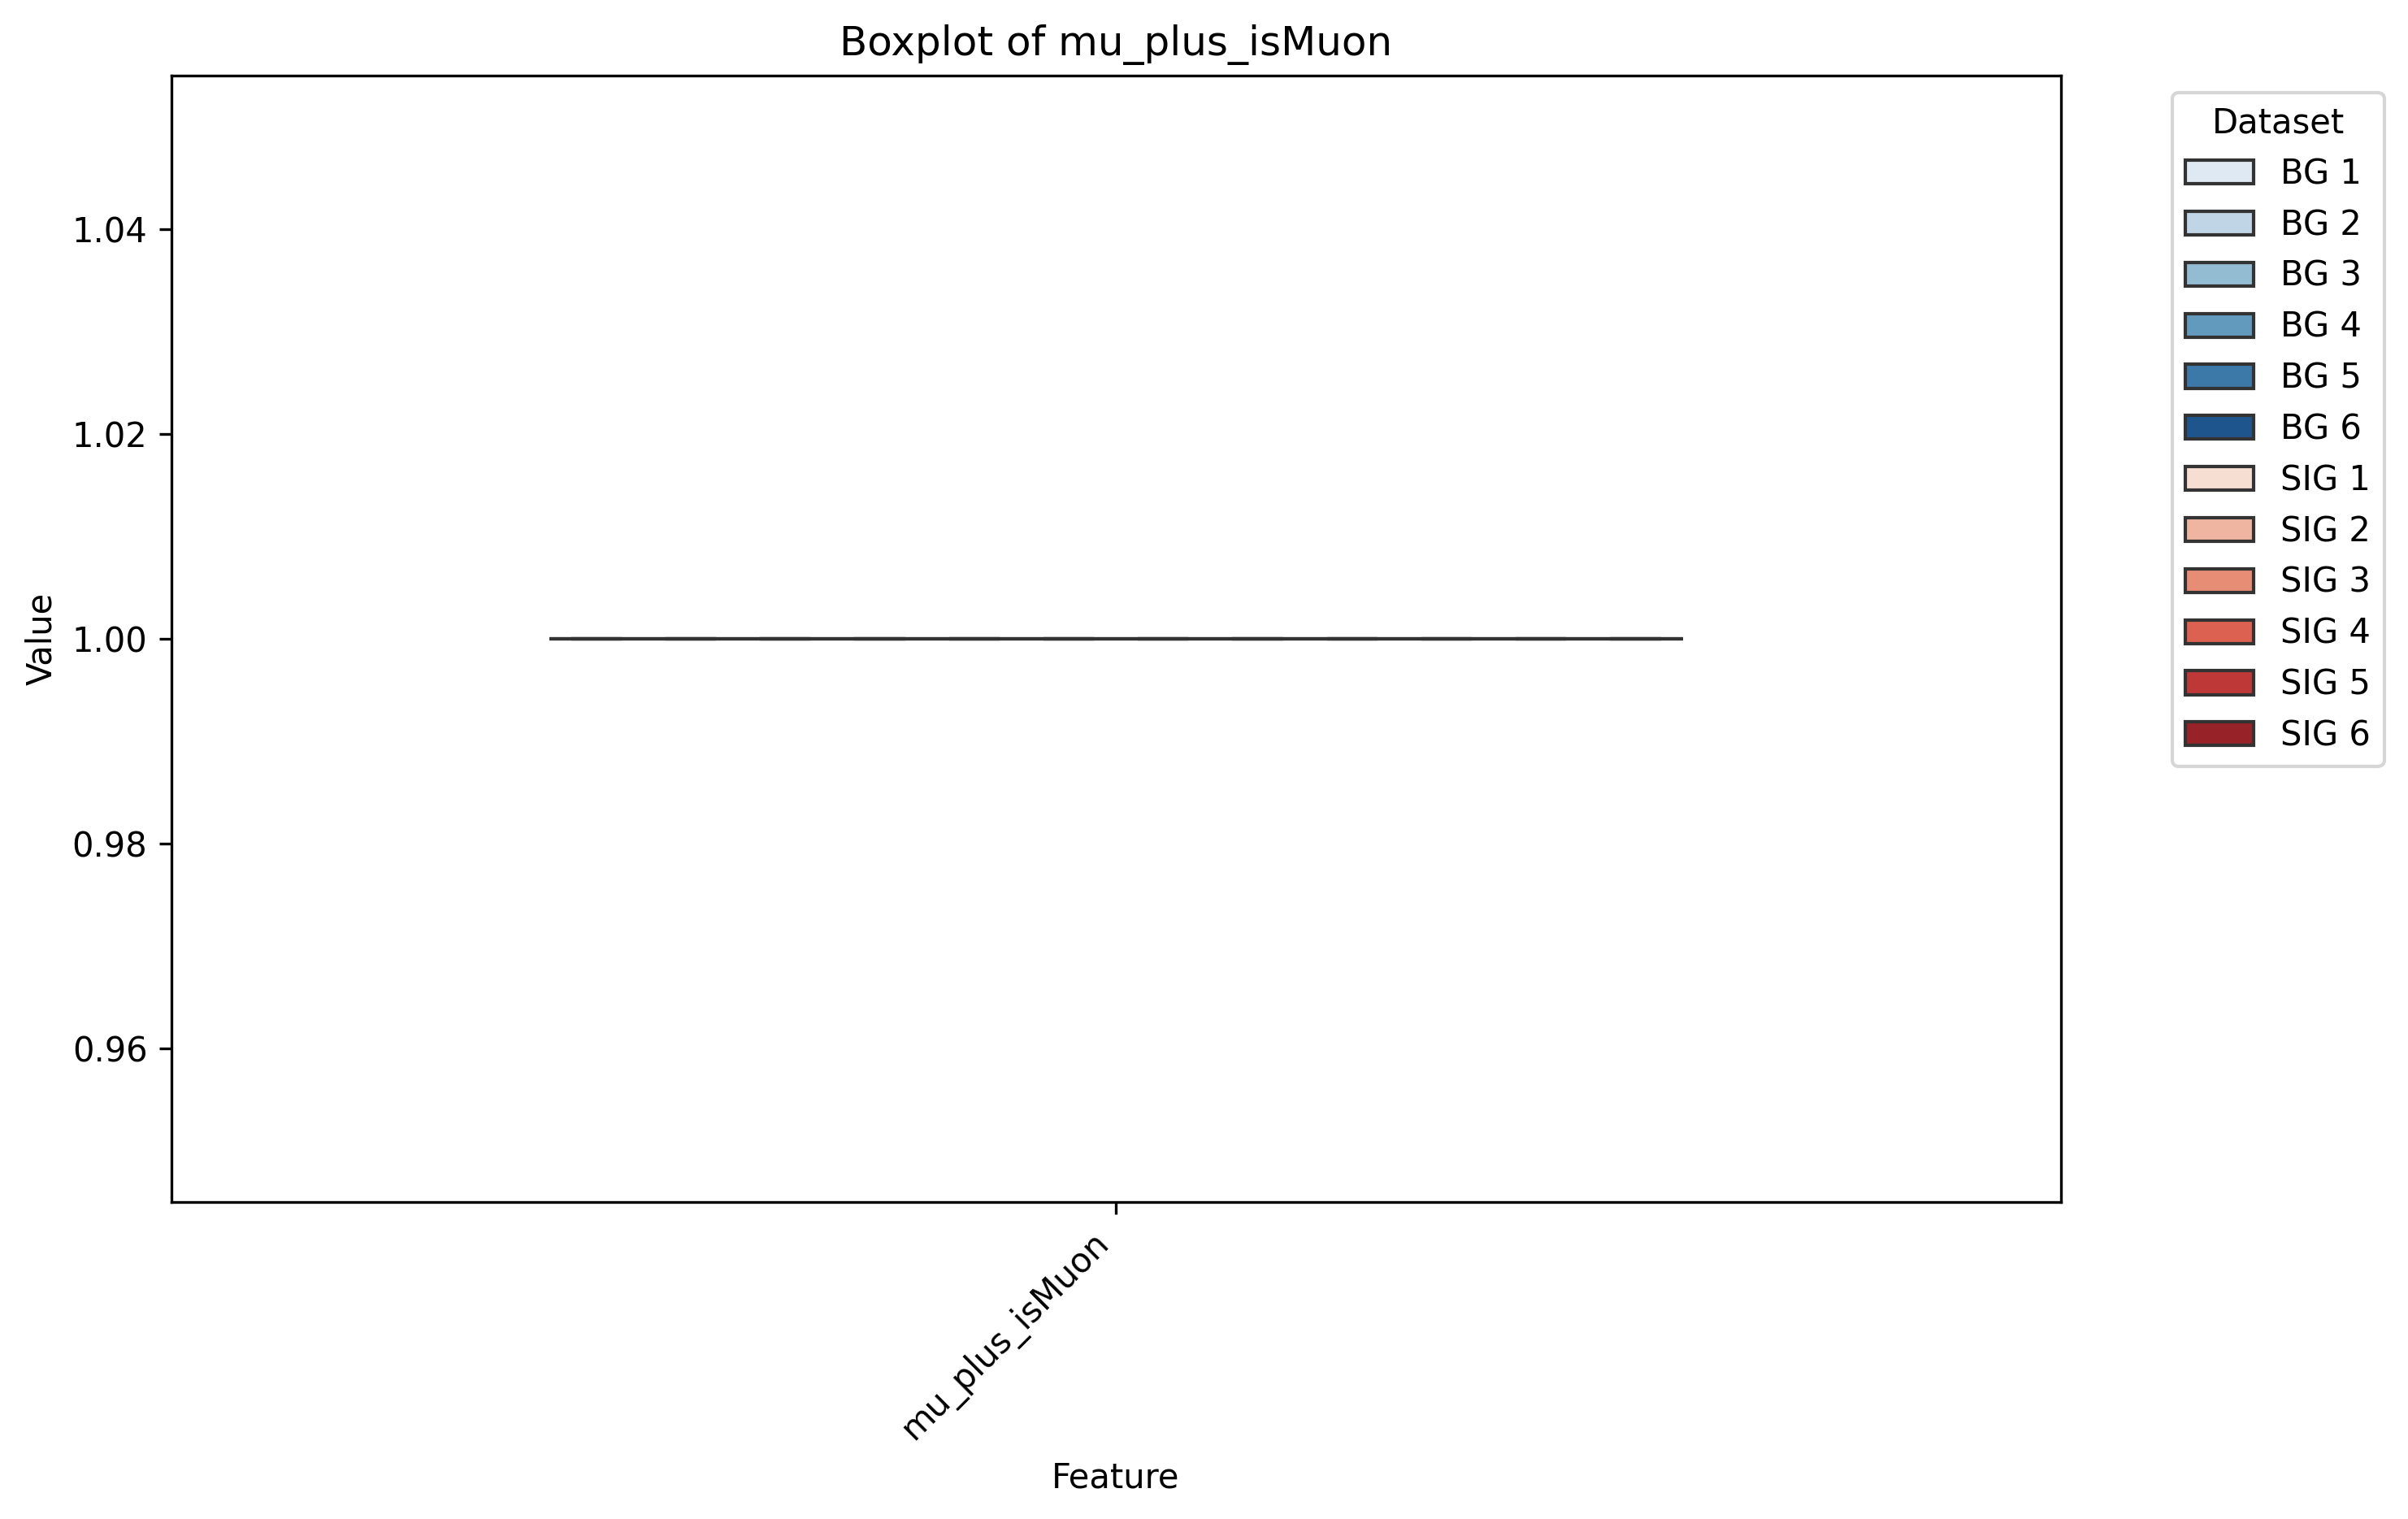 Boxplot of mu_plus_isMuon
Value
1.04
1.02
1.00
0.98
0.96
mu_plus_isMuon
Feature
Dataset
BG 1
BG 2
BG 3
BG 4
BG 5
BG 6
SIG 1
SIG 2
SIG 3
SIG 4
SIG 5
SIG 6